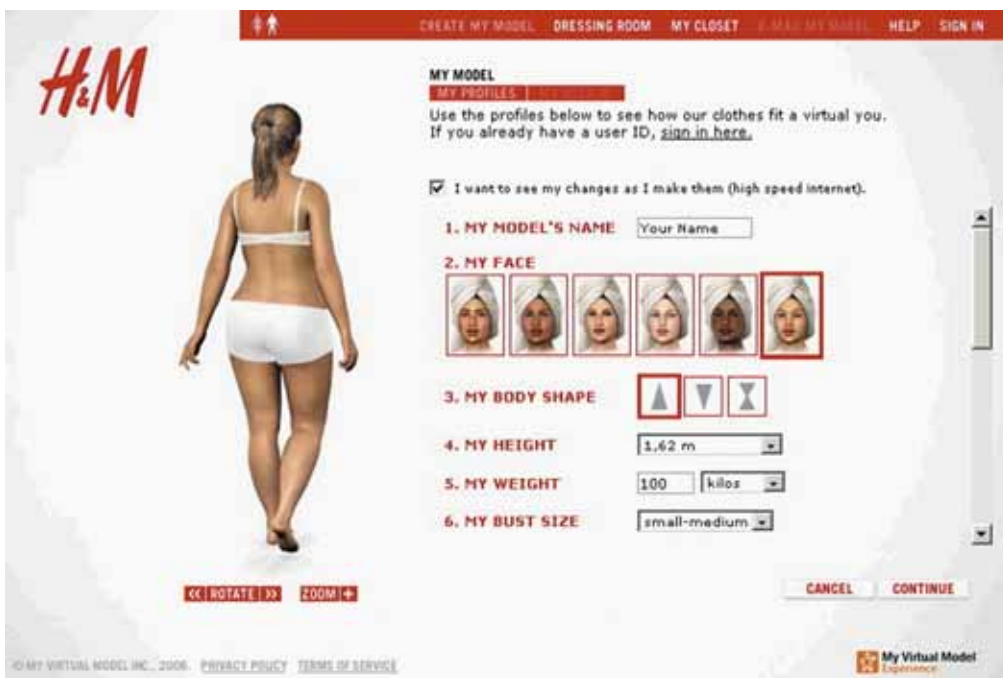 CREATE MY MODEL DRESSING ROOM MY CLOSET E-MAIL MY MODEL HELP SIGN IN
H&M
MY MODEL
MY PROFILES
Use the profiles below to see how our clothes fit a virtual you.
If you already have a user ID, sign in here.
I want to see my changes as I make them (high speed internet).
1. MY MODEL'S NAME Your Name
2. MY FACE
3. MY BODY SHAPE
4. MY HEIGHT 1,62 m
5. MY WEIGHT 100 kilos
6. MY BUST SIZE small-medium
<< ROTATE >> ZOOM +
CANCEL CONTINUE
© MY VIRTUAL MODEL INC., 2006. PRIVACY POLICY TERMS OF SERVICE
My Virtual Model
Experience